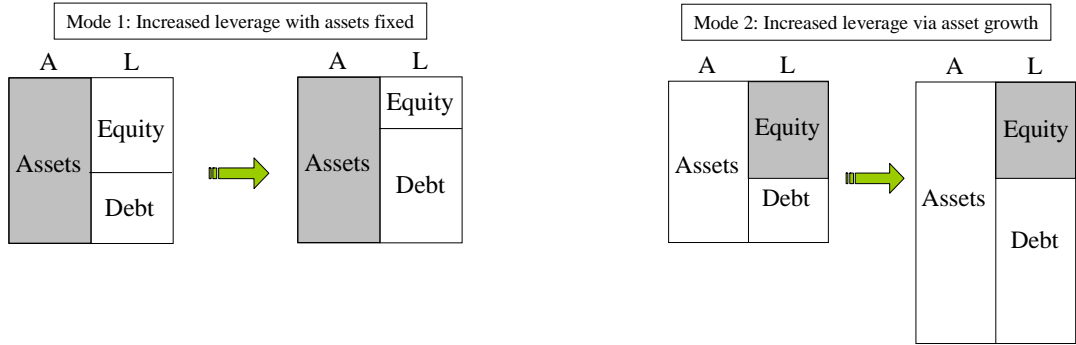 Mode 1: Increased leverage with assets fixed
A L
Assets
Equity
Debt
A L
Assets
Equity
Debt
Mode 2: Increased leverage via asset growth
A L
Assets
Equity
Debt
A L
Assets
Equity
Debt